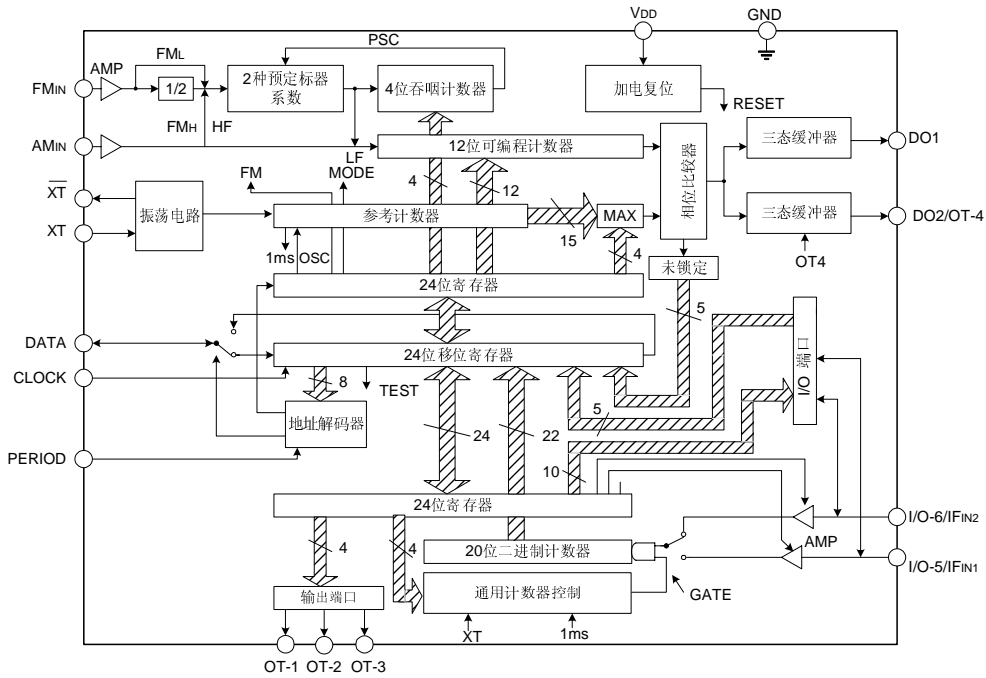 VDD
GND
PSC
AMP
FML
FMIN
1/2
2种预定标器
系数
4位吞咽计数器
加电复位
RESET
FMH
HF
三态缓冲器
DO1
AMIN
12位可编程计数器
LF
MODE
相位比较器
FM
4
12
XT
振荡电路
参考计数器
15
MAX
三态缓冲器
DO2/OT-4
XT
1ms
OSC
4
OT4
未锁定
24位寄存器
5
DATA
24位移位寄存器
I/O 端口
CLOCK
8
TEST
地址解码器
5
24
22
PERIOD
10
24位寄存器
I/O-6/IFIN2
4
4
20位二进制计数器
AMP
I/O-5/IFIN1
输出端口
通用计数器控制
GATE
XT
1ms
OT-1
OT-2
OT-3